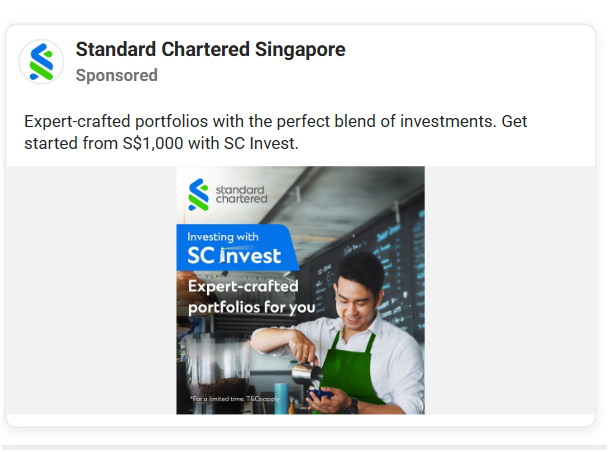 Standard Chartered Singapore
Sponsored
Expert-crafted portfolios with the perfect blend of investments. Get
started from S$1,000 with SC Invest.
standard
chartered
Investing with
SC Invest
Expert-crafted
portfolios for you
*For a limited time. T&Cs apply